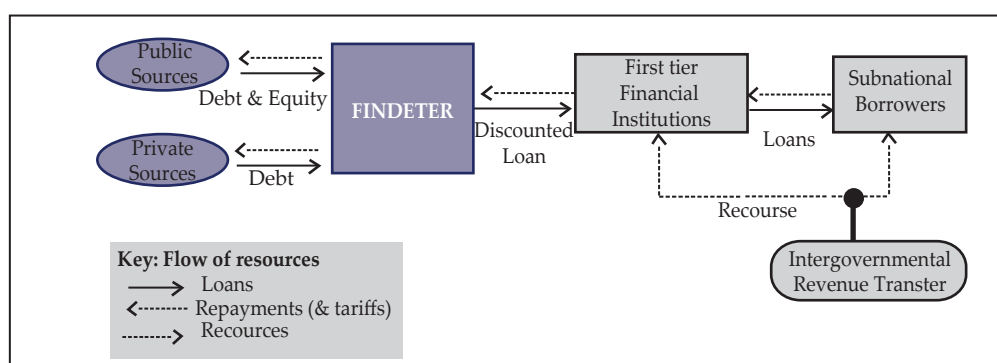 Public
Sources
Debt & Equity
Private
Sources
Debt
FINDETER
Discounted
Loan
First tier
Financial
Institutions
Loans
Subnational
Borrowers
Recourse
Intergovernmental
Revenue Transter
Key: Flow of resources
Loans
Repayments (& tariffs)
Recources